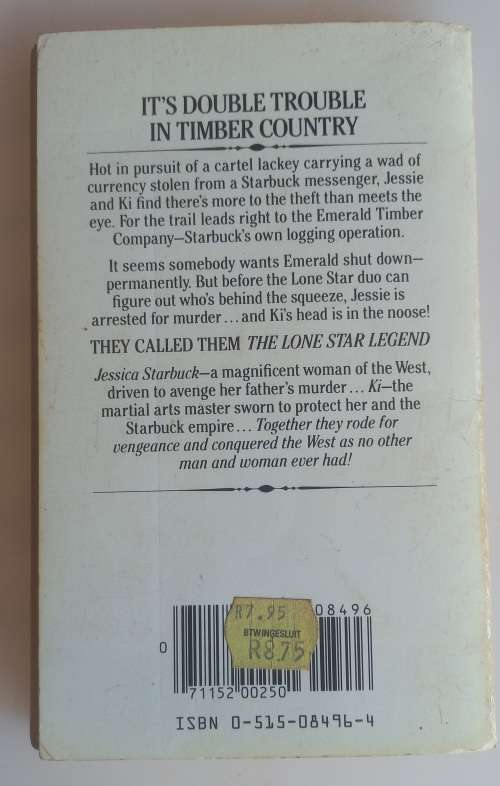 IT'S DOUBLE TROUBLE
IN TIMBER COUNTRY
Hot in pursuit of a cartel lackey carrying a wad of
currency stolen from a Starbuck messenger, Jessie
and Ki find there's more to the theft than meets the
eye. For the trail leads right to the Emerald Timber
Company—Starbuck's own logging operation.
It seems somebody wants Emerald shut down—
permanently. But before the Lone Star duo can
figure out who's behind the squeeze, Jessie is
arrested for murder...and Ki's head is in the noose!
THEY CALLED THEM THE LONE STAR LEGEND
Jessica Starbuck—a magnificent woman of the West,
driven to avenge her father's murder... Ki—the
martial arts master sworn to protect her and the
Starbuck empire... Together they rode for
vengeance and conquered the West as no other
man and woman ever had!
R7.95
BTWINGESLUIT
R8.75
08496
0
71152 00250
ISBN 0-515-08496-4